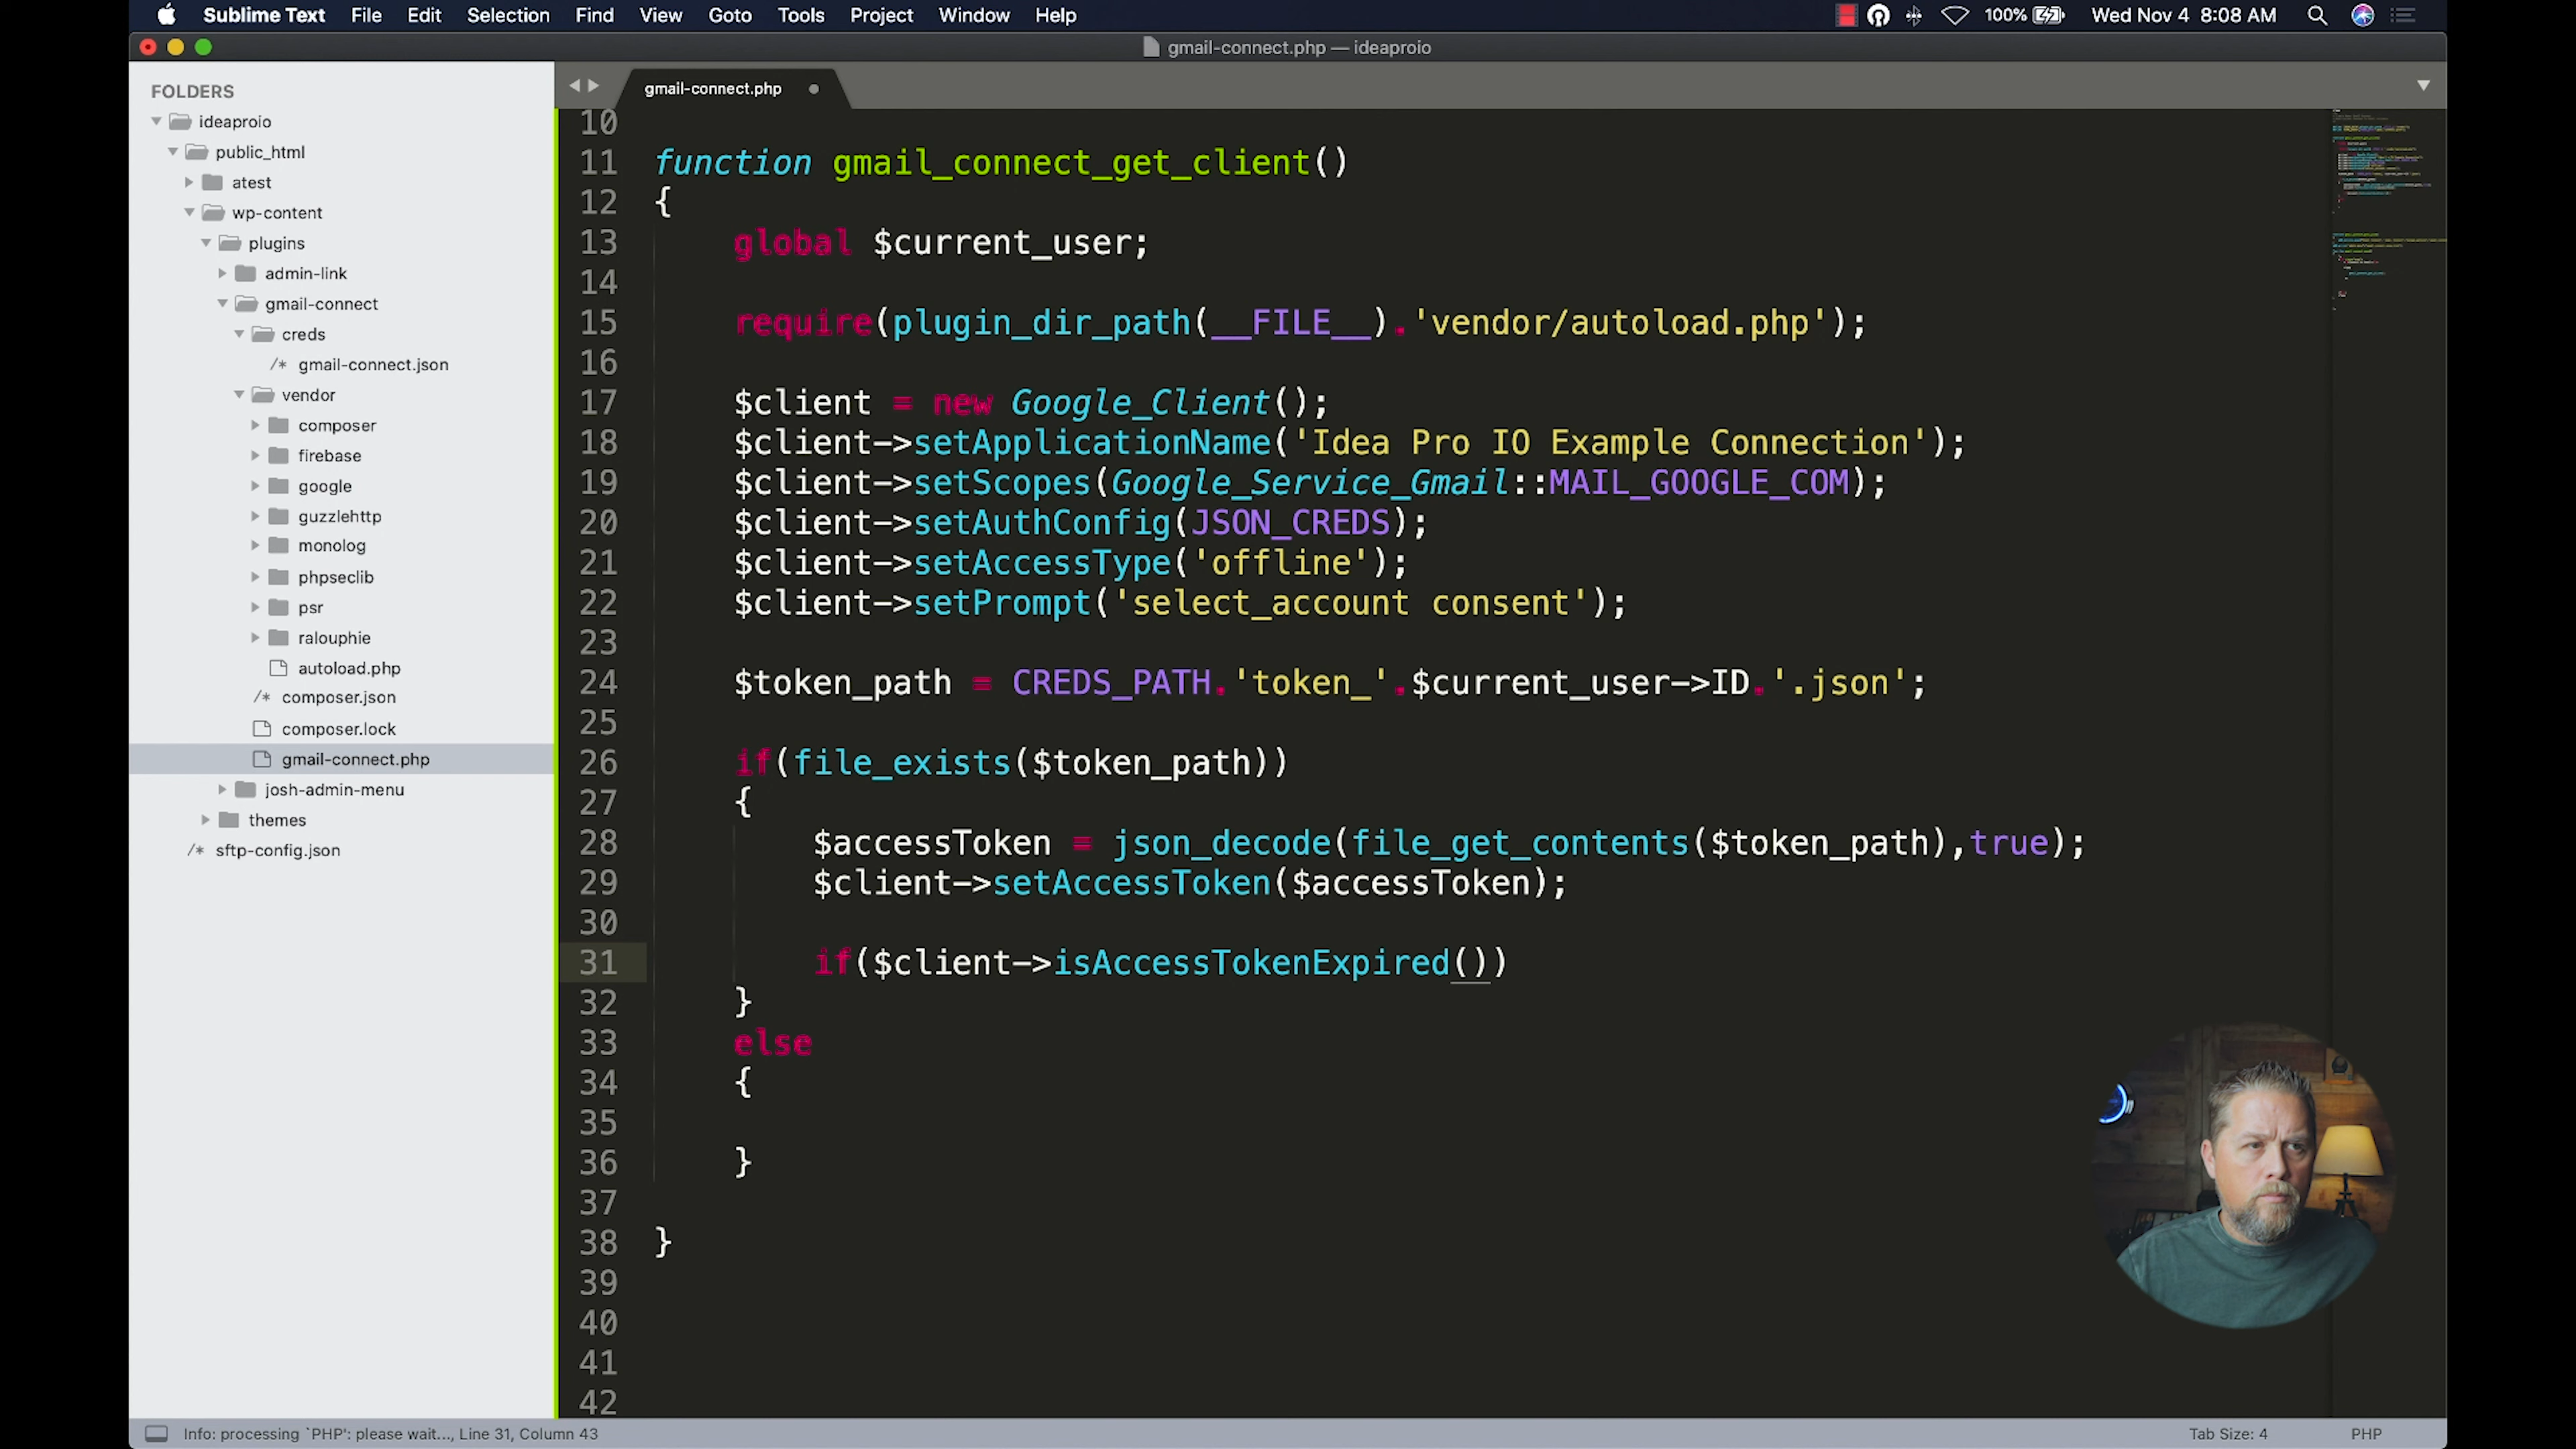 Sublime Text File Edit Selection Find View Goto Tools Project Window Help 100% Wed Nov 4 8:08 AM
gmail-connect.php — ideaproio
FOLDERS
ideaproio
public_html
atest
wp-content
plugins
admin-link
gmail-connect
creds
/* gmail-connect.json
vendor
composer
firebase
google
guzzlehttp
monolog
phpseclib
psr
ralouphie
autoload.php
/* composer.json
composer.lock
gmail-connect.php
josh-admin-menu
themes
/* sftp-config.json
gmail-connect.php
10
11 function gmail_connect_get_client()
12 {
13 global $current_user;
14
15 require(plugin_dir_path(__FILE__).'vendor/autoload.php');
16
17 $client = new Google_Client();
18 $client->setApplicationName('Idea Pro IO Example Connection');
19 $client->setScopes(Google_Service_Gmail::MAIL_GOOGLE_COM);
20 $client->setAuthConfig(JSON_CREDS);
21 $client->setAccessType('offline');
22 $client->setPrompt('select_account consent');
23
24 $token_path = CREDS_PATH.'token_'.$current_user->ID.'.json';
25
26 if(file_exists($token_path))
27 {
28 $accessToken = json_decode(file_get_contents($token_path),true);
29 $client->setAccessToken($accessToken);
30
31 if($client->isAccessTokenExpired())
32 }
33 else
34 {
35
36 }
37
38 }
39
40
41
42
Info: processing `PHP': please wait..., Line 31, Column 43 Tab Size: 4 PHP